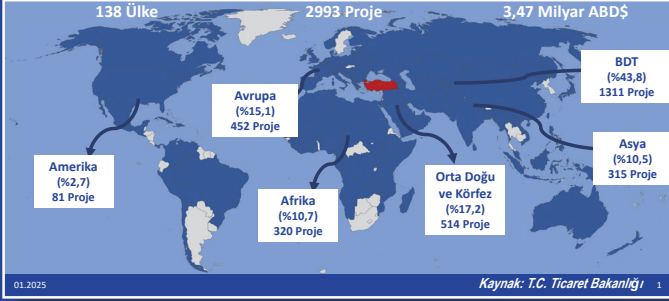 138 Ülke
2993 Proje
3,47 Milyar ABD$
BDT
(%43,8)
1311 Proje
Avrupa
(%15,1)
452 Proje
Asya
(%10,5)
315 Proje
Amerika
(%2,7)
81 Proje
Afrika
(%10,7)
320 Proje
Orta Doğu
ve Körfez
(%17,2)
514 Proje
01.2025
Kaynak: T.C. Ticaret Bakanlığı
1